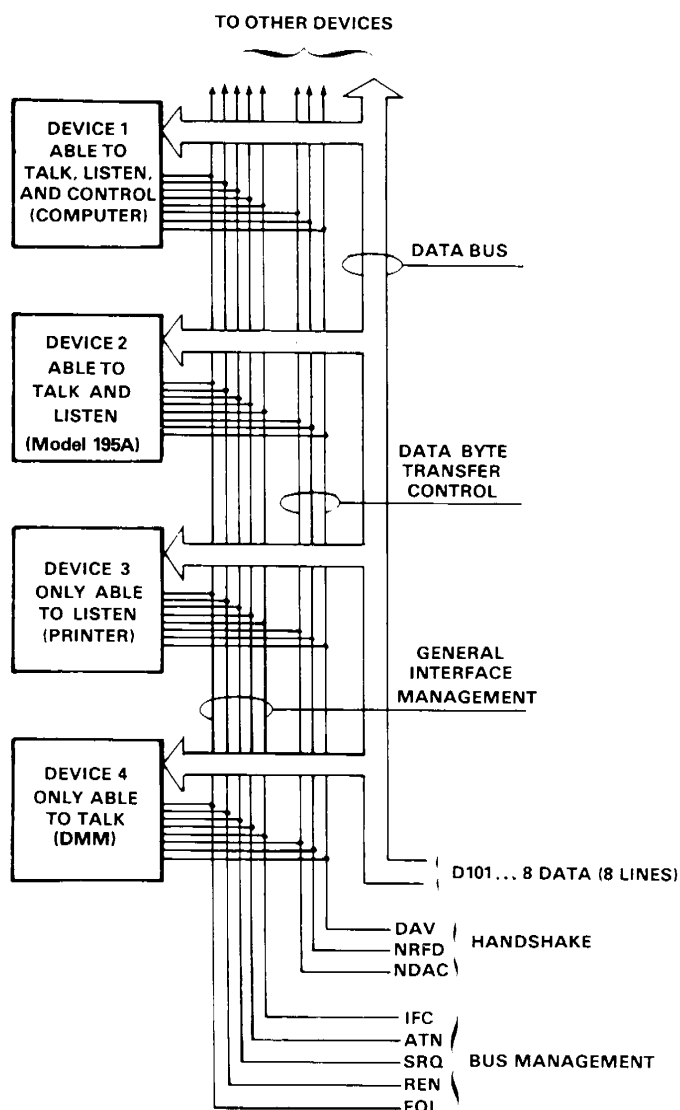 TO OTHER DEVICES
DEVICE 1
ABLE TO
TALK, LISTEN,
AND CONTROL
(COMPUTER)
DATA BUS
DEVICE 2
ABLE TO
TALK AND
LISTEN
(Model 195A)
DATA BYTE
TRANSFER
CONTROL
DEVICE 3
ONLY ABLE
TO LISTEN
(PRINTER)
GENERAL
INTERFACE
MANAGEMENT
DEVICE 4
ONLY ABLE
TO TALK
(DMM)
D101...8 DATA (8 LINES)
DAV
NRFD
NDAC
HANDSHAKE
IFC
ATN
SRQ
REN
EOI
BUS MANAGEMENT